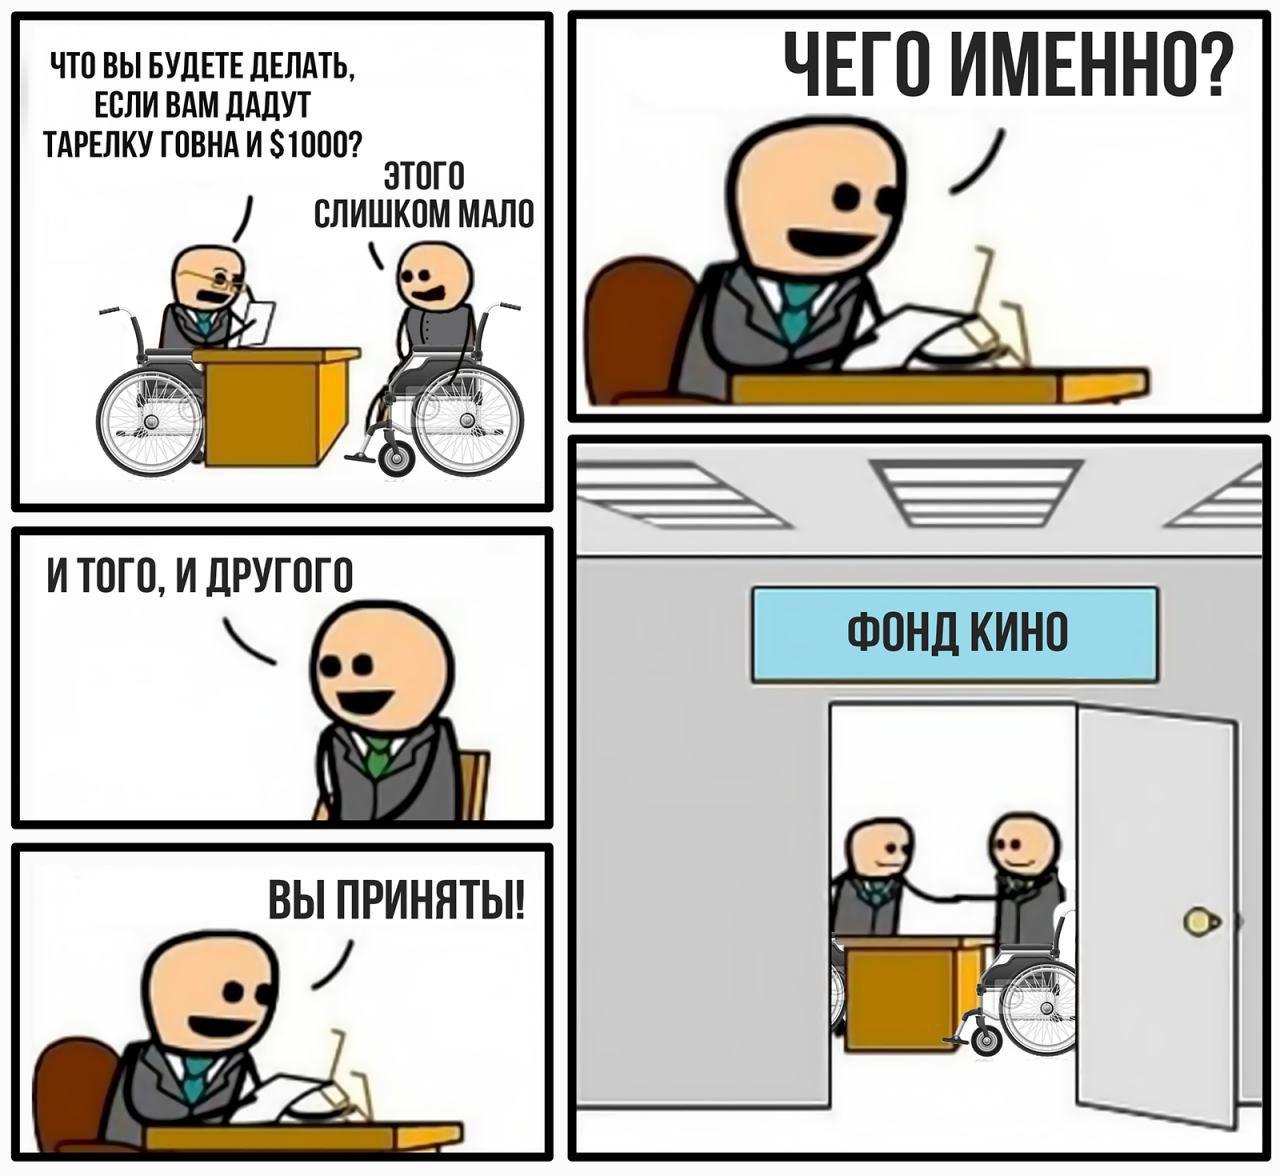 ЧТО ВЫ БУДЕТЕ ДЕЛАТЬ,
ЕСЛИ ВАМ ДАДУТ
ТАРЕЛКУ ГОВНА И $1000?
ЭТОГО
СЛИШКОМ МАЛО
ЧЕГО ИМЕННО?
И ТОГО, И ДРУГОГО
ВЫ ПРИНЯТЫ!
ФОНД КИНО